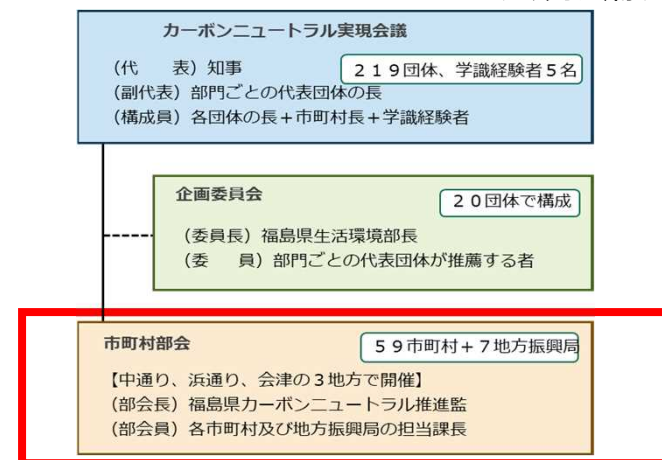 カーボンニュートラル実現会議
219団体、学識経験者5名
（代　　表）知事
（副代表）部門ごとの代表団体の長
（構成員）各団体の長＋市町村長＋学識経験者
企画委員会
20団体で構成
（委員長）福島県生活環境部長
（委　　員）部門ごとの代表団体が推薦する者
市町村部会
59市町村＋7地方振興局
【中通り、浜通り、会津の3地方で開催】
（部会長）福島県カーボンニュートラル推進監
（部会員）各市町村及び地方振興局の担当課長